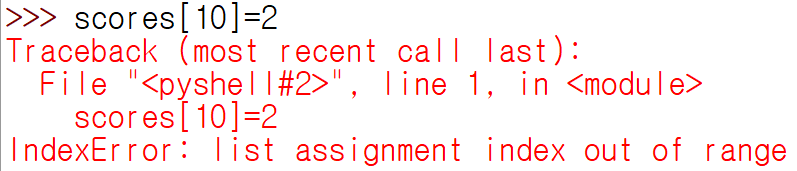 >>> scores[10]=2
Traceback (most recent call last):
  File "<pyshell#2>", line 1, in <module>
    scores[10]=2
IndexError: list assignment index out of range